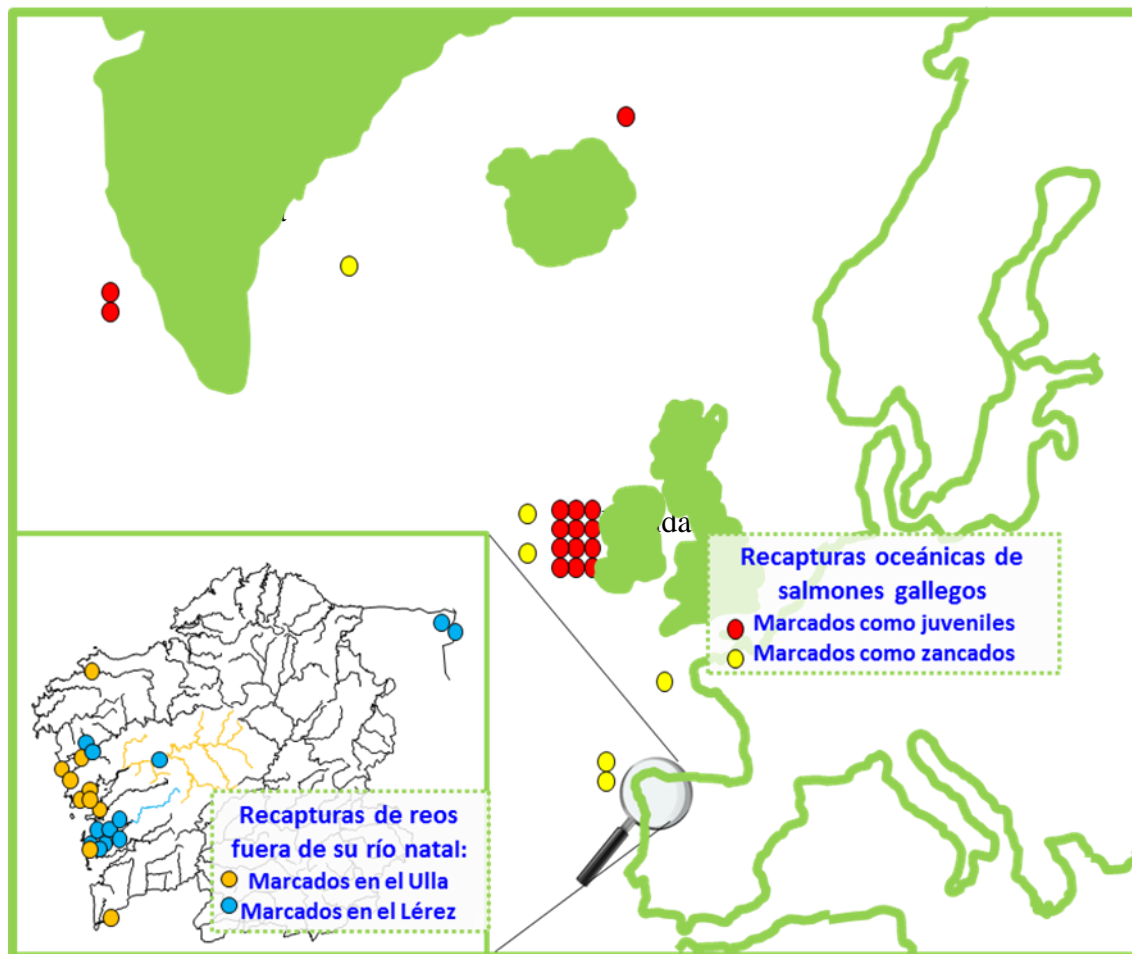 da
Recapturas oceánicas de
salmones gallegos
Marcados como juveniles
Marcados como zancados
Recapturas de reos
fuera de su río natal:
Marcados en el Ulla
Marcados en el Lérez